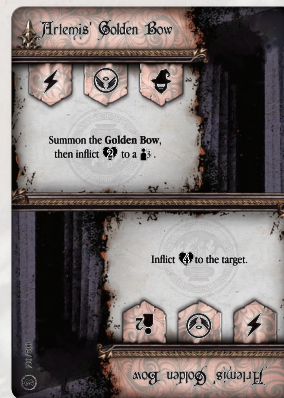 Artemis' Golden Bow
Summon the Golden Bow,
then inflict 2 to a 3.
Inflict 4 to the target.
2
Artemis' Golden Bow